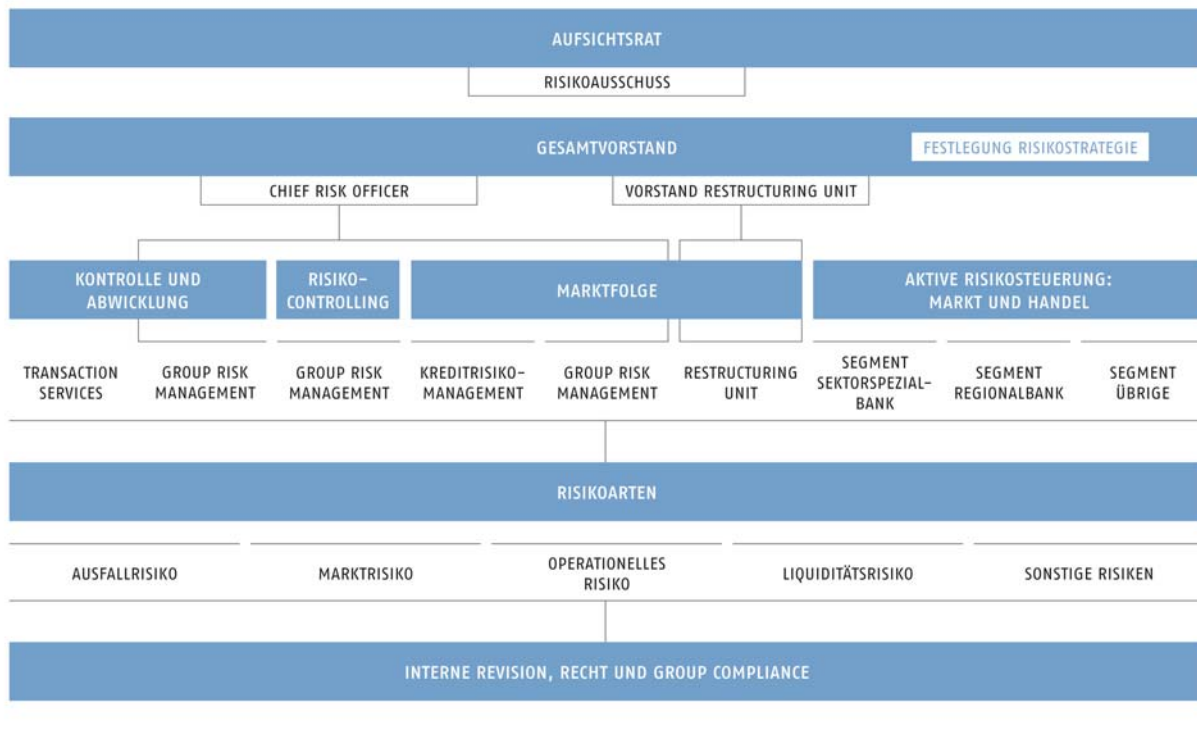 AUFSICHTSRAT
RISIKOAUSSCHUSS
GESAMTVORSTAND
FESTLEGUNG RISIKOSTRATEGIE
CHIEF RISK OFFICER
VORSTAND RESTRUCTURING UNIT
KONTROLLE UND
ABWICKLUNG
RISIKO-
CONTROLLING
MARKTFOLGE
AKTIVE RISIKOSTEUERUNG:
MARKT UND HANDEL
TRANSACTION
SERVICES
GROUP RISK
MANAGEMENT
GROUP RISK
MANAGEMENT
KREDITRISIKO-
MANAGEMENT
GROUP RISK
MANAGEMENT
RESTRUCTURING
UNIT
SEGMENT
SEKTORSPEZIAL-
BANK
SEGMENT
REGIONALBANK
SEGMENT
ÜBRIGE
RISIKOARTEN
AUSFALLRISIKO
MARKTRISIKO
OPERATIONELLES
RISIKO
LIQUIDITÄTSRISIKO
SONSTIGE RISIKEN
INTERNE REVISION, RECHT UND GROUP COMPLIANCE